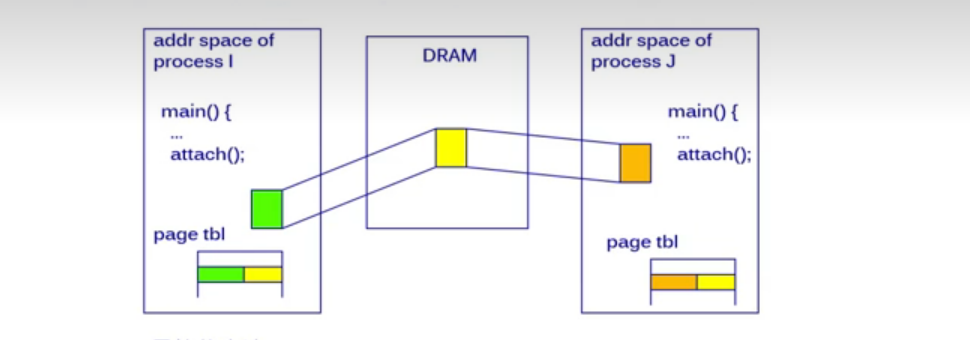 addr space of
process I
main() {
...
attach();
page tbl
DRAM
addr space of
process J
main() {
...
attach();
page tbl